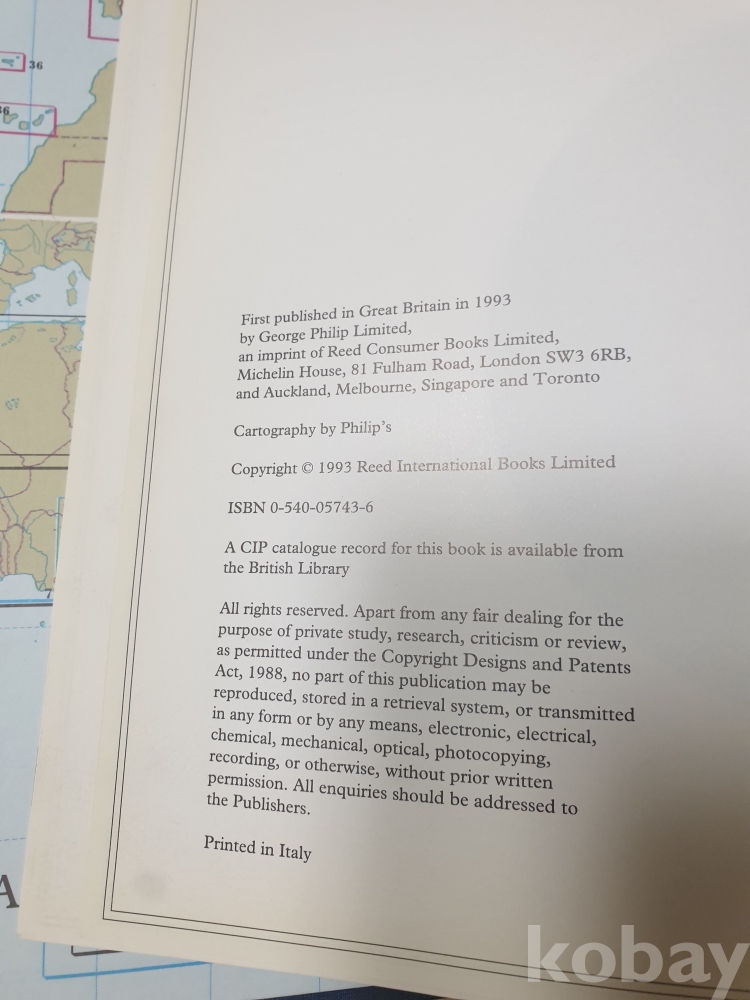 36
First published in Great Britain in 1993
by George Philip Limited,
an imprint of Reed Consumer Books Limited,
Michelin House, 81 Fulham Road, London SW3 6RB,
and Auckland, Melbourne, Singapore and Toronto
Cartography by Philip's
Copyright © 1993 Reed International Books Limited
ISBN 0-540-05743-6
A CIP catalogue record for this book is available from
the British Library
All rights reserved. Apart from any fair dealing for the
purpose of private study, research, criticism or review,
as permitted under the Copyright Designs and Patents
Act, 1988, no part of this publication may be
reproduced, stored in a retrieval system, or transmitted
in any form or by any means, electronic, electrical,
chemical, mechanical, optical, photocopying,
recording, or otherwise, without prior written
permission. All enquiries should be addressed to
the Publishers.
Printed in Italy
A
kobay